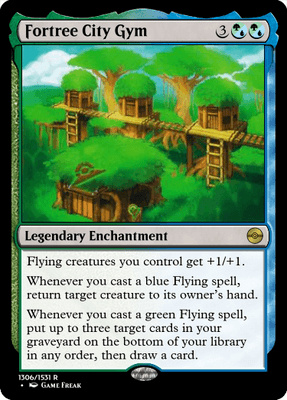 Fortree City Gym 3
Legendary Enchantment
Flying creatures you control get +1/+1.
Whenever you cast a blue Flying spell,
return target creature to its owner's hand.
Whenever you cast a green Flying spell,
put up to three target cards in your
graveyard on the bottom of your library
in any order, then draw a card.
1306/1531 R
• GAME FREAK